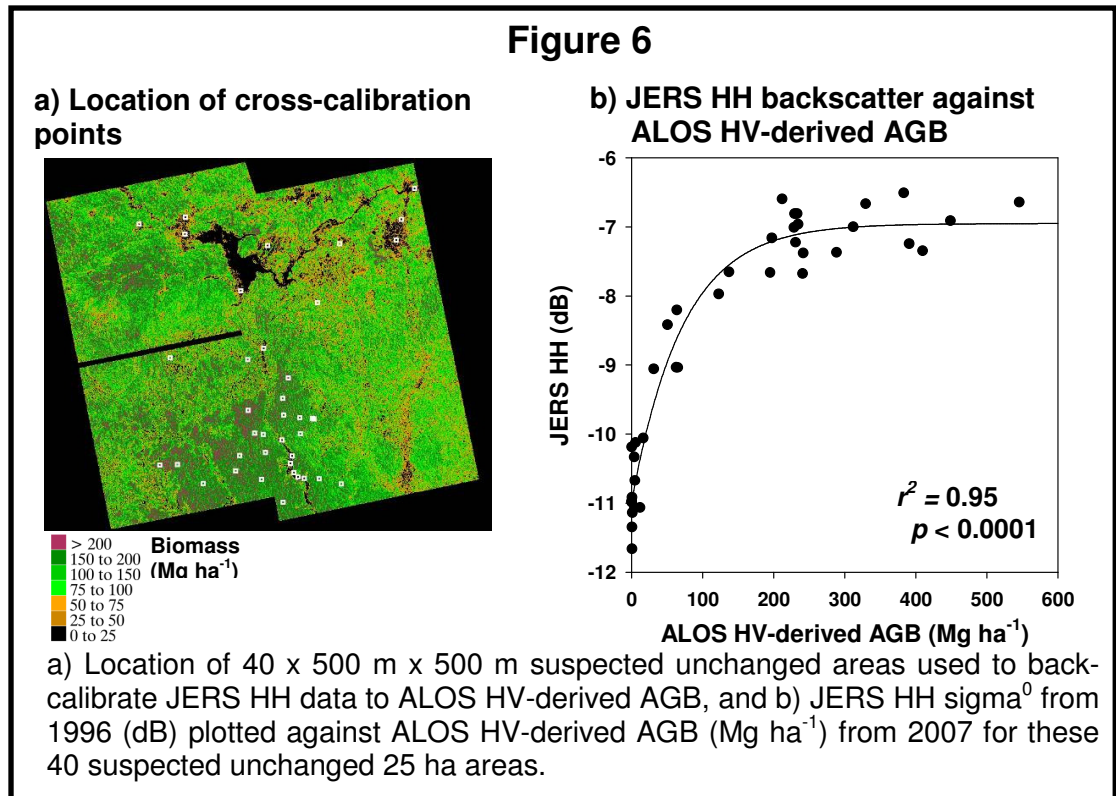 Figure 6
a) Location of cross-calibration
points
> 200
150 to 200
100 to 150
75 to 100
50 to 75
25 to 50
0 to 25
Biomass
(Mg ha⁻¹)
b) JERS HH backscatter against
ALOS HV-derived AGB
JERS HH (dB)
-6
-7
-8
-9
-10
-11
-12
r² = 0.95
p < 0.0001
0 100 200 300 400 500 600
ALOS HV-derived AGB (Mg ha⁻¹)
a) Location of 40 x 500 m x 500 m suspected unchanged areas used to back-
calibrate JERS HH data to ALOS HV-derived AGB, and b) JERS HH sigma⁰ from
1996 (dB) plotted against ALOS HV-derived AGB (Mg ha⁻¹) from 2007 for these
40 suspected unchanged 25 ha areas.